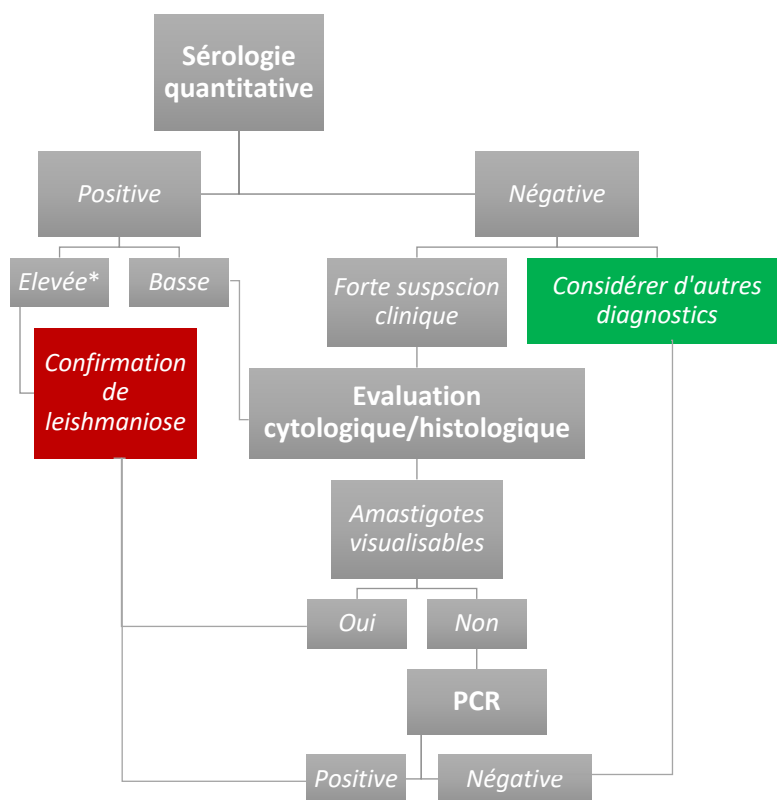 Sérologie
quantitative
Positive
Négative
Elevée*
Basse
Forte suspscion
clinique
Considérer d'autres
diagnostics
Confirmation
de
leishmaniose
Evaluation
cytologique/histologique
Amastigotes
visualisables
Oui
Non
PCR
Positive
Négative